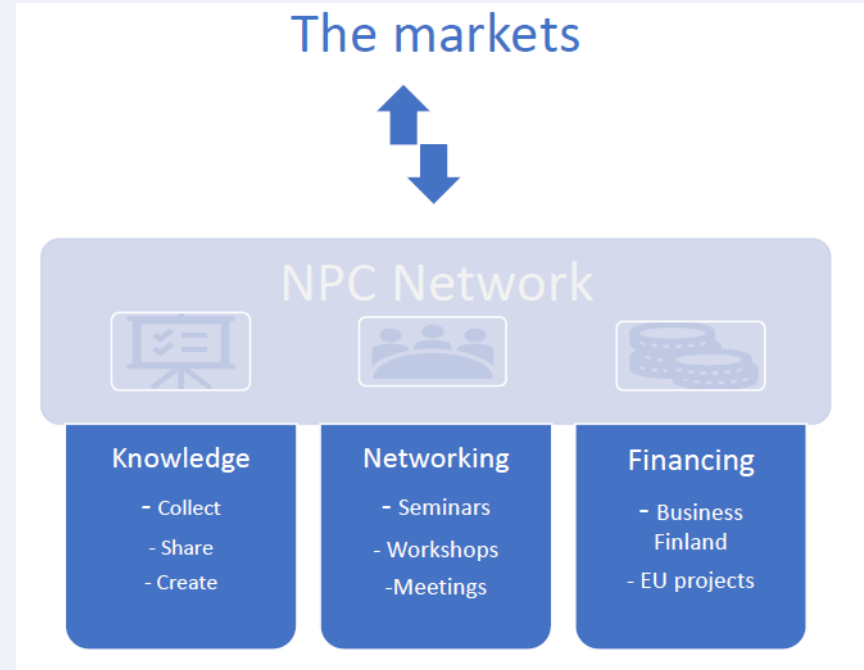 The markets
NPC Network
Knowledge
- Collect
- Share
- Create
Networking
- Seminars
- Workshops
-Meetings
Financing
- Business
Finland
- EU projects